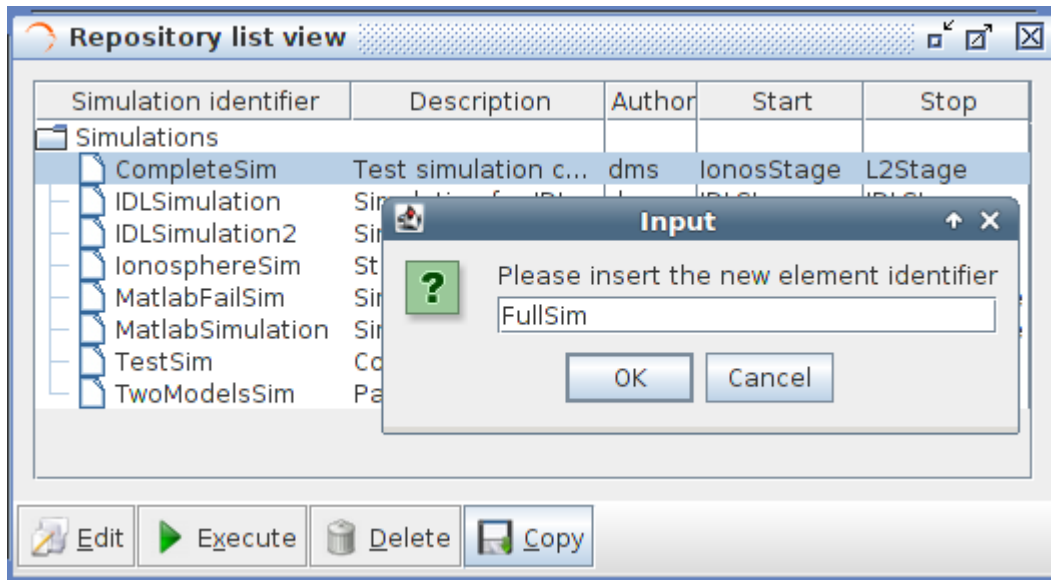 Repository list view
Simulation identifier Description Author Start Stop
Simulations
CompleteSim Test simulation c... dms IonosStage L2Stage
IDLSimulation
IDLSimulation2
IonosphereSim
MatlabFailSim
MatlabSimulation
TestSim
TwoModelsSim
Input
Please insert the new element identifier
FullSim
OK Cancel
Edit Execute Delete Copy